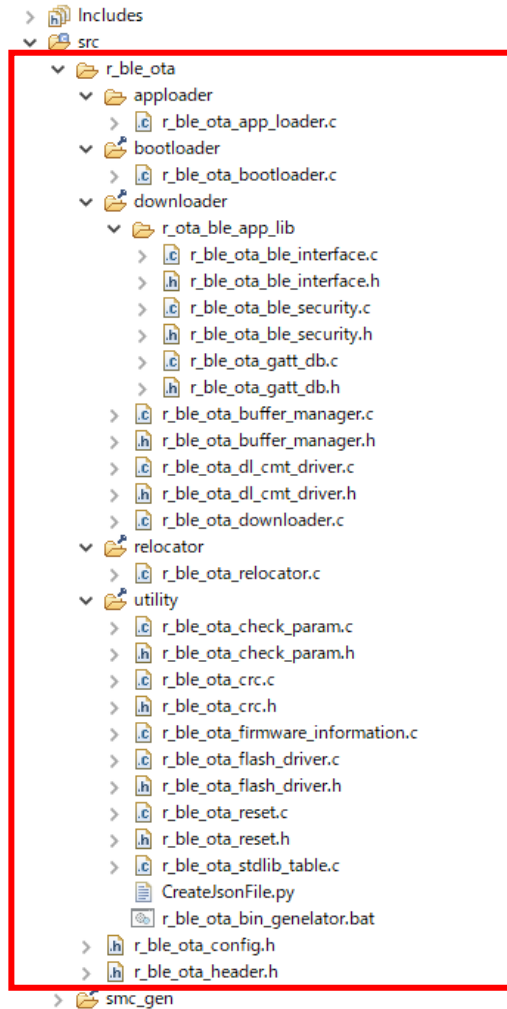 Includes
src
r_ble_ota
apploader
r_ble_ota_app_loader.c
bootloader
r_ble_ota_bootloader.c
downloader
r_ota_ble_app_lib
r_ble_ota_ble_interface.c
r_ble_ota_ble_interface.h
r_ble_ota_ble_security.c
r_ble_ota_ble_security.h
r_ble_ota_gatt_db.c
r_ble_ota_gatt_db.h
r_ble_ota_buffer_manager.c
r_ble_ota_buffer_manager.h
r_ble_ota_dl_cmt_driver.c
r_ble_ota_dl_cmt_driver.h
r_ble_ota_downloader.c
relocator
r_ble_ota_relocator.c
utility
r_ble_ota_check_param.c
r_ble_ota_check_param.h
r_ble_ota_crc.c
r_ble_ota_crc.h
r_ble_ota_firmware_information.c
r_ble_ota_flash_driver.c
r_ble_ota_flash_driver.h
r_ble_ota_reset.c
r_ble_ota_reset.h
r_ble_ota_stdlib_table.c
CreateJsonFile.py
r_ble_ota_bin_genelator.bat
r_ble_ota_config.h
r_ble_ota_header.h
smc_gen